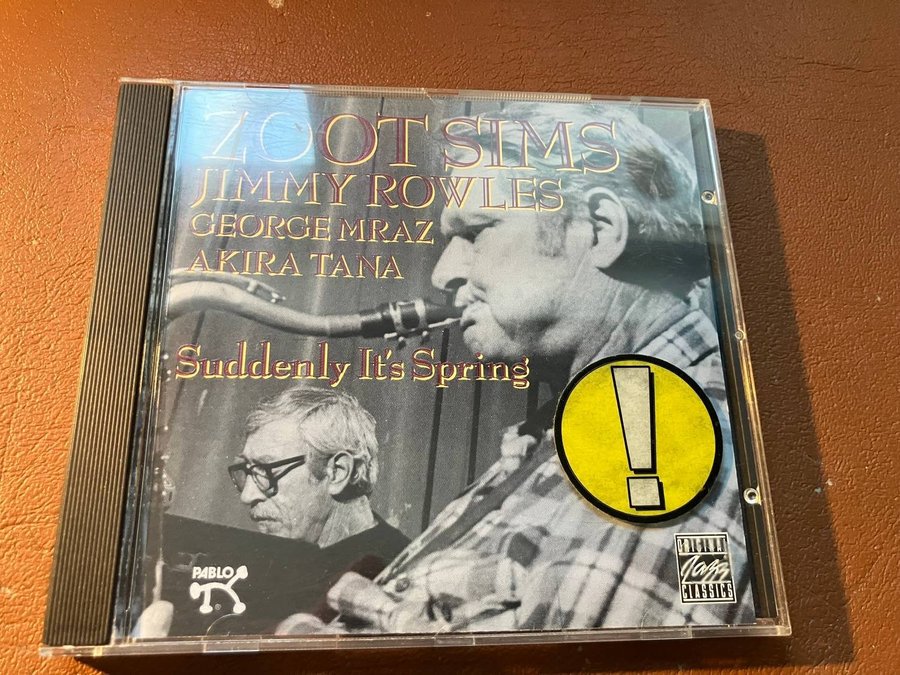 ZOOT SIMS
JIMMY ROWLES
GEORGE MRAZ
AKIRA TANA
Suddenly It's Spring
!
PABLO
®
ORIGINAL
Jazz
CLASSICS